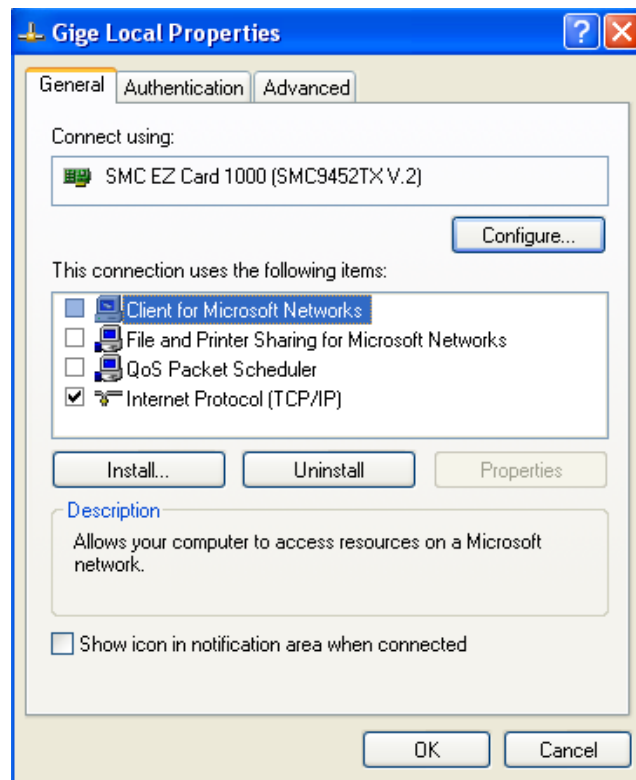 Gige Local Properties
General Authentication Advanced
Connect using:
SMC EZ Card 1000 (SMC9452TX V.2)
Configure...
This connection uses the following items:
Client for Microsoft Networks
File and Printer Sharing for Microsoft Networks
QoS Packet Scheduler
Internet Protocol (TCP/IP)
Install... Uninstall Properties
Description
Allows your computer to access resources on a Microsoft
network.
Show icon in notification area when connected
OK Cancel